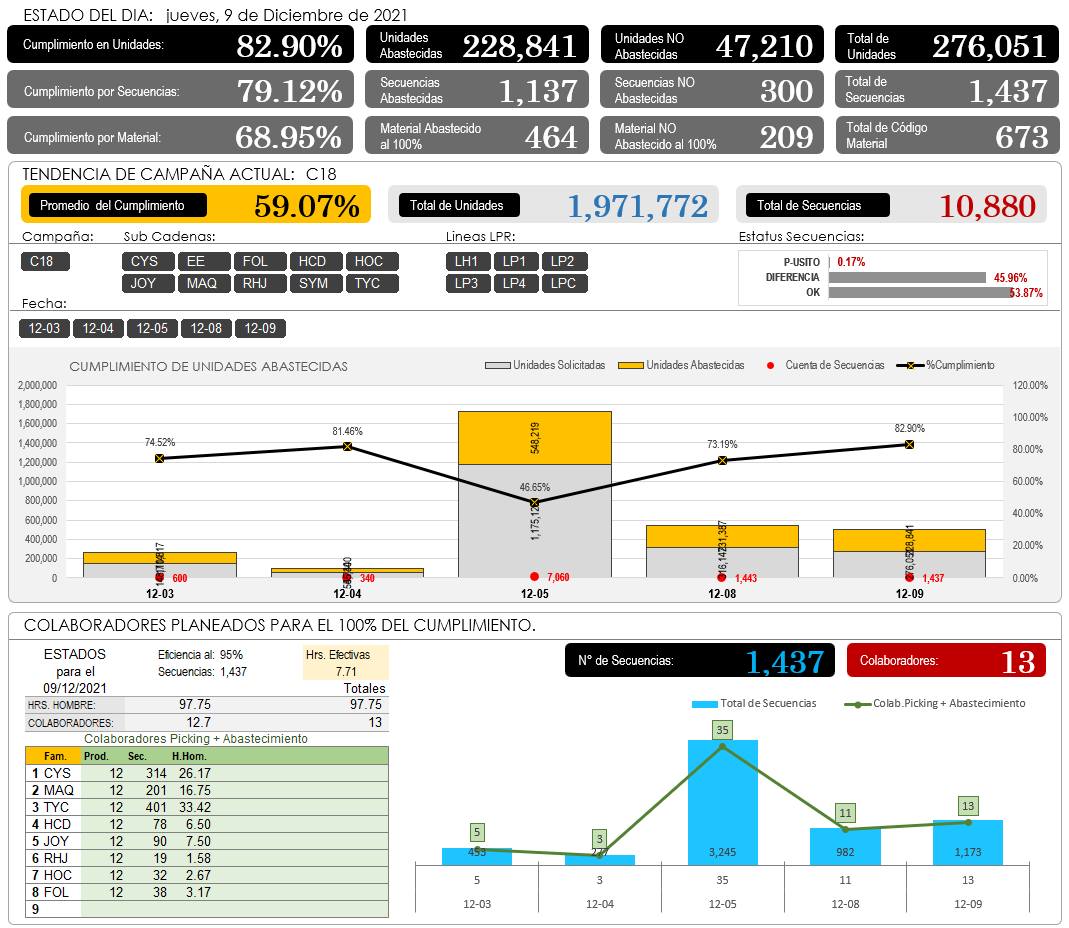 ESTADO DEL DIA: jueves, 9 de Diciembre de 2021
Cumplimiento en Unidades: 82.90%
Unidades Abastecidas 228,841
Unidades NO Abastecidas 47,210
Total de Unidades 276,051
Cumplimiento por Secuencias: 79.12%
Secuencias Abastecidas 1,137
Secuencias NO Abastecidas 300
Total de Secuencias 1,437
Cumplimiento por Material: 68.95%
Material Abastecido al 100% 464
Material NO Abastecido al 100% 209
Total de Código Material 673
TENDENCIA DE CAMPAÑA ACTUAL: C18
Promedio del Cumplimiento 59.07%
Total de Unidades 1,971,772
Total de Secuencias 10,880
Campaña: Sub Cadenas: Lineas LPR: Estatus Secuencias:
C18 CYS EE FOL HCD HOC LH1 LP1 LP2
JOY MAQ RHJ SYM TYC LP3 LP4 LPC
P-USITO 0.17%
DIFERENCIA 45.96%
OK 53.87%
Fecha:
12-03 12-04 12-05 12-08 12-09
CUMPLIMIENTO DE UNIDADES ABASTECIDAS
Unidades Solicitadas Unidades Abastecidas Cuenta de Secuencias %Cumplimiento
2,000,000 120.00%
1,800,000
1,600,000 100.00%
1,400,000
1,200,000 80.00%
1,000,000 60.00%
800,000
600,000 40.00%
400,000
200,000 20.00%
0 0.00%
74.52% 81.46% 46.65% 73.19% 82.90%
548,219
231,387 228,841
600 340 7,060 1,443 1,437
12-03 12-04 12-05 12-08 12-09
COLABORADORES PLANEADOS PARA EL 100% DEL CUMPLIMIENTO.
ESTADOS para el 09/12/2021
Eficiencia al: 95%
Secuencias: 1,437
Hrs. Efectivas
7.71
Totales
HRS. HOMBRE: 97.75 97.75
COLABORADORES: 12.7 13
Colaboradores Picking + Abastecimiento
Fam. Prod. Sec. H.Hom.
1 CYS 12 314 26.17
2 MAQ 12 201 16.75
3 TYC 12 401 33.42
4 HCD 12 78 6.50
5 JOY 12 90 7.50
6 RHJ 12 19 1.58
7 HOC 12 32 2.67
8 FOL 12 38 3.17
9
N° de Secuencias: 1,437
Colaboradores: 13
Total de Secuencias Colab.Picking + Abastecimiento
5 3 35 11 13
3,245 982 1,173
5 3 35 11 13
12-03 12-04 12-05 12-08 12-09